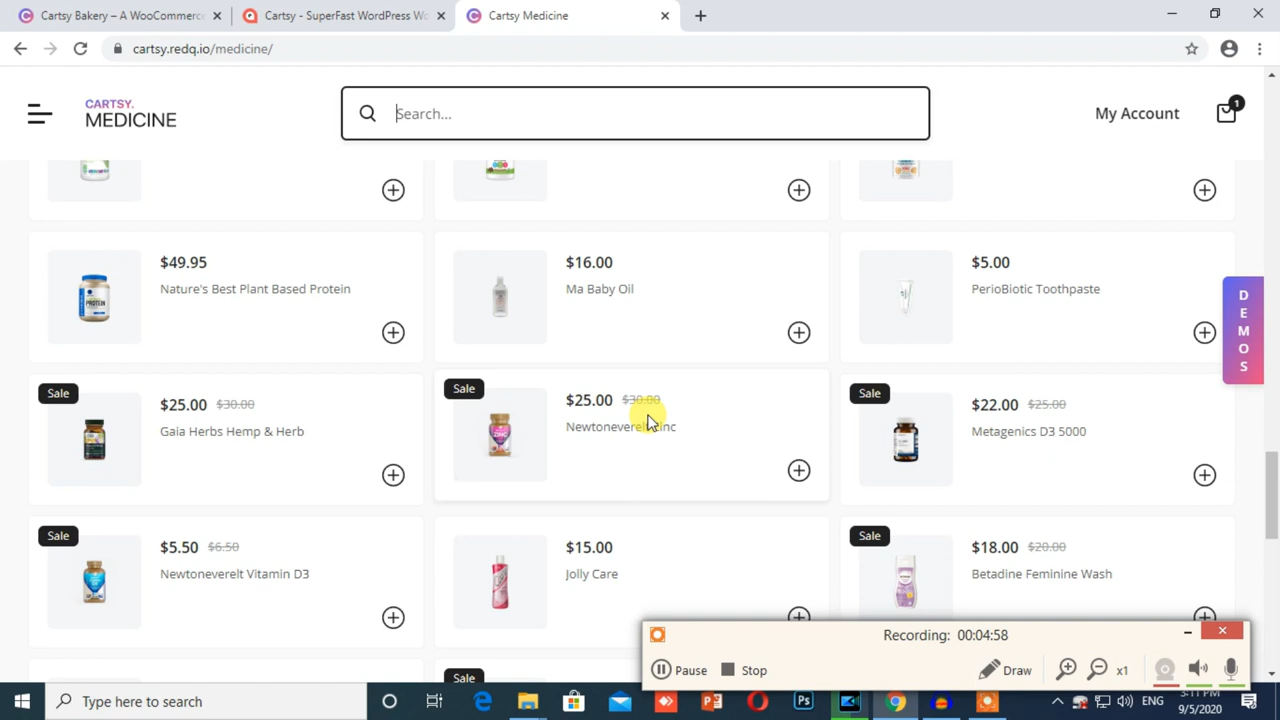 Cartsy Bakery – A WooCommerce
Cartsy - SuperFast WordPress Wo
Cartsy Medicine
cartsy.redq.io/medicine/
CARTSY.
MEDICINE
Search...
My Account
1
$49.95
Nature's Best Plant Based Protein
$16.00
Ma Baby Oil
$5.00
PerioBiotic Toothpaste
Sale
$25.00 $30.00
Gaia Herbs Hemp & Herb
Sale
$25.00 $30.00
Newtoneverelt Zinc
Sale
$22.00 $25.00
Metagenics D3 5000
Sale
$5.50 $6.50
Newtoneverelt Vitamin D3
$15.00
Jolly Care
Sale
$18.00 $20.00
Betadine Feminine Wash
Sale
DEMOS
Recording: 00:04:58
Pause
Stop
Draw
x1
Type here to search
ENG
3:11 PM
9/5/2020